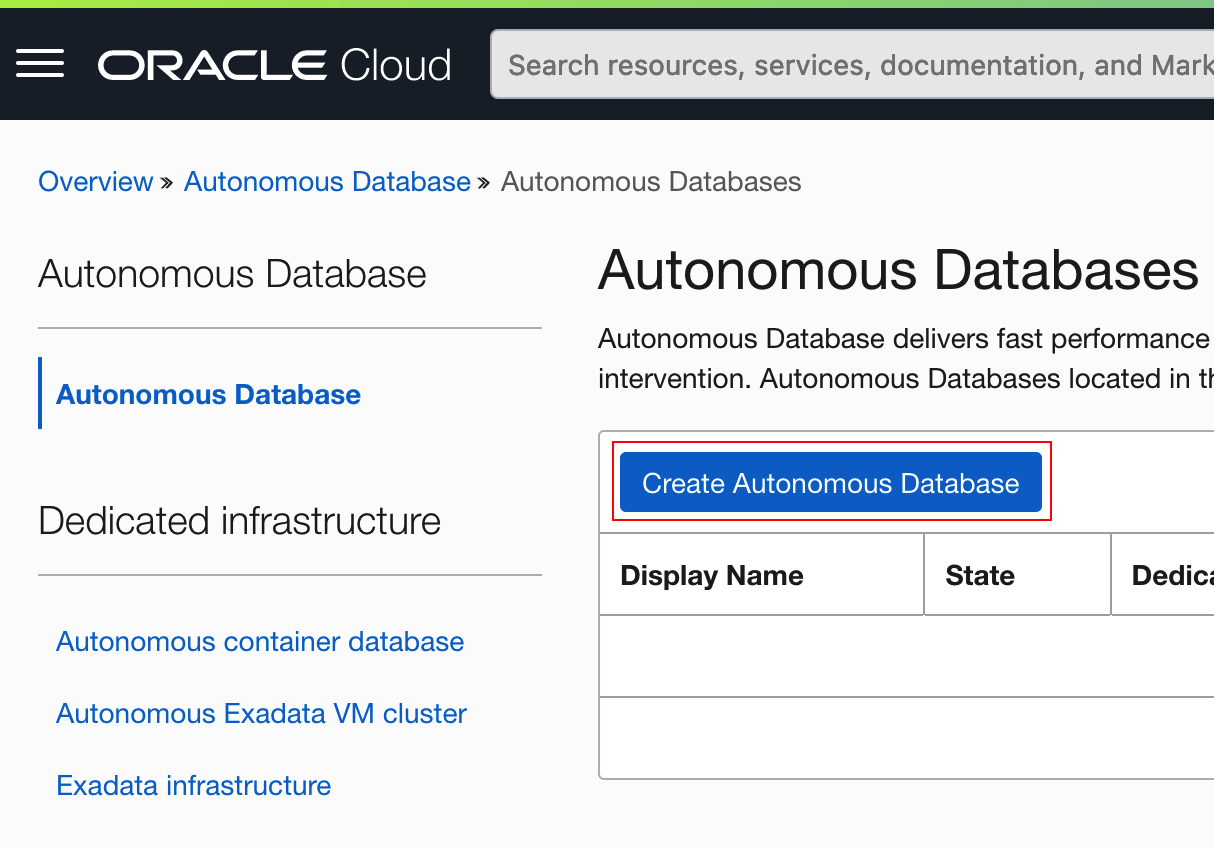 ORACLE Cloud
Search resources, services, documentation, and Mark
Overview » Autonomous Database » Autonomous Databases
Autonomous Database
Autonomous Database
Dedicated infrastructure
Autonomous container database
Autonomous Exadata VM cluster
Exadata infrastructure
Autonomous Databases
Autonomous Database delivers fast performance
intervention. Autonomous Databases located in th
Create Autonomous Database
Display Name State Dedica